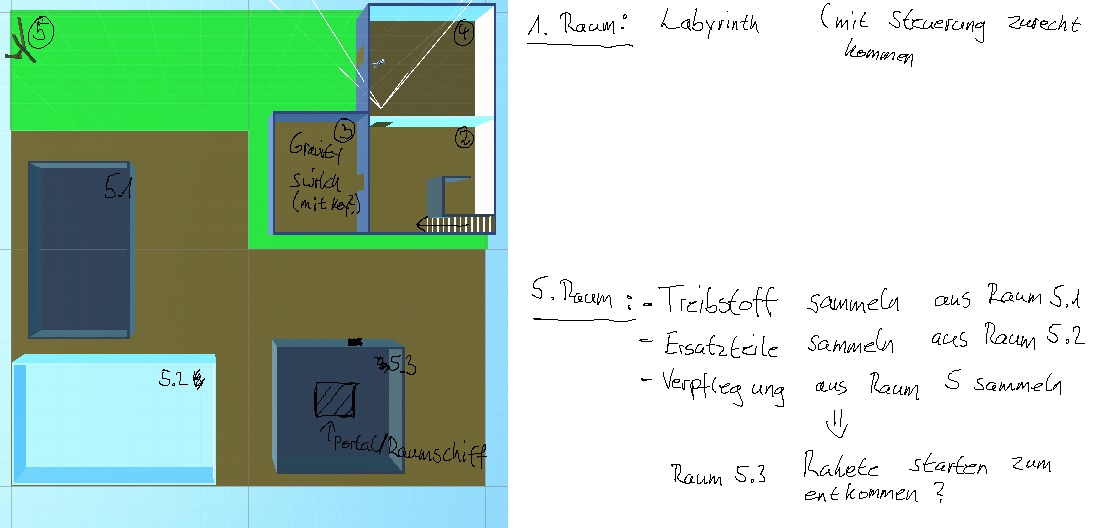 5
4
3
2
Gravity
switch
(mit Kop?)
5.1
5.2
5.3
Portal/Raumschiff
1. Raum: Labyrinth (mit Steuerung zurecht
kommen
5. Raum: - Treibstoff sammeln aus Raum 5.1
- Ersatzteile sammeln aus Raum 5.2
- Verpflegung aus Raum 5 sammeln
Raum 5.3 Rakete starten zum
entkommen?